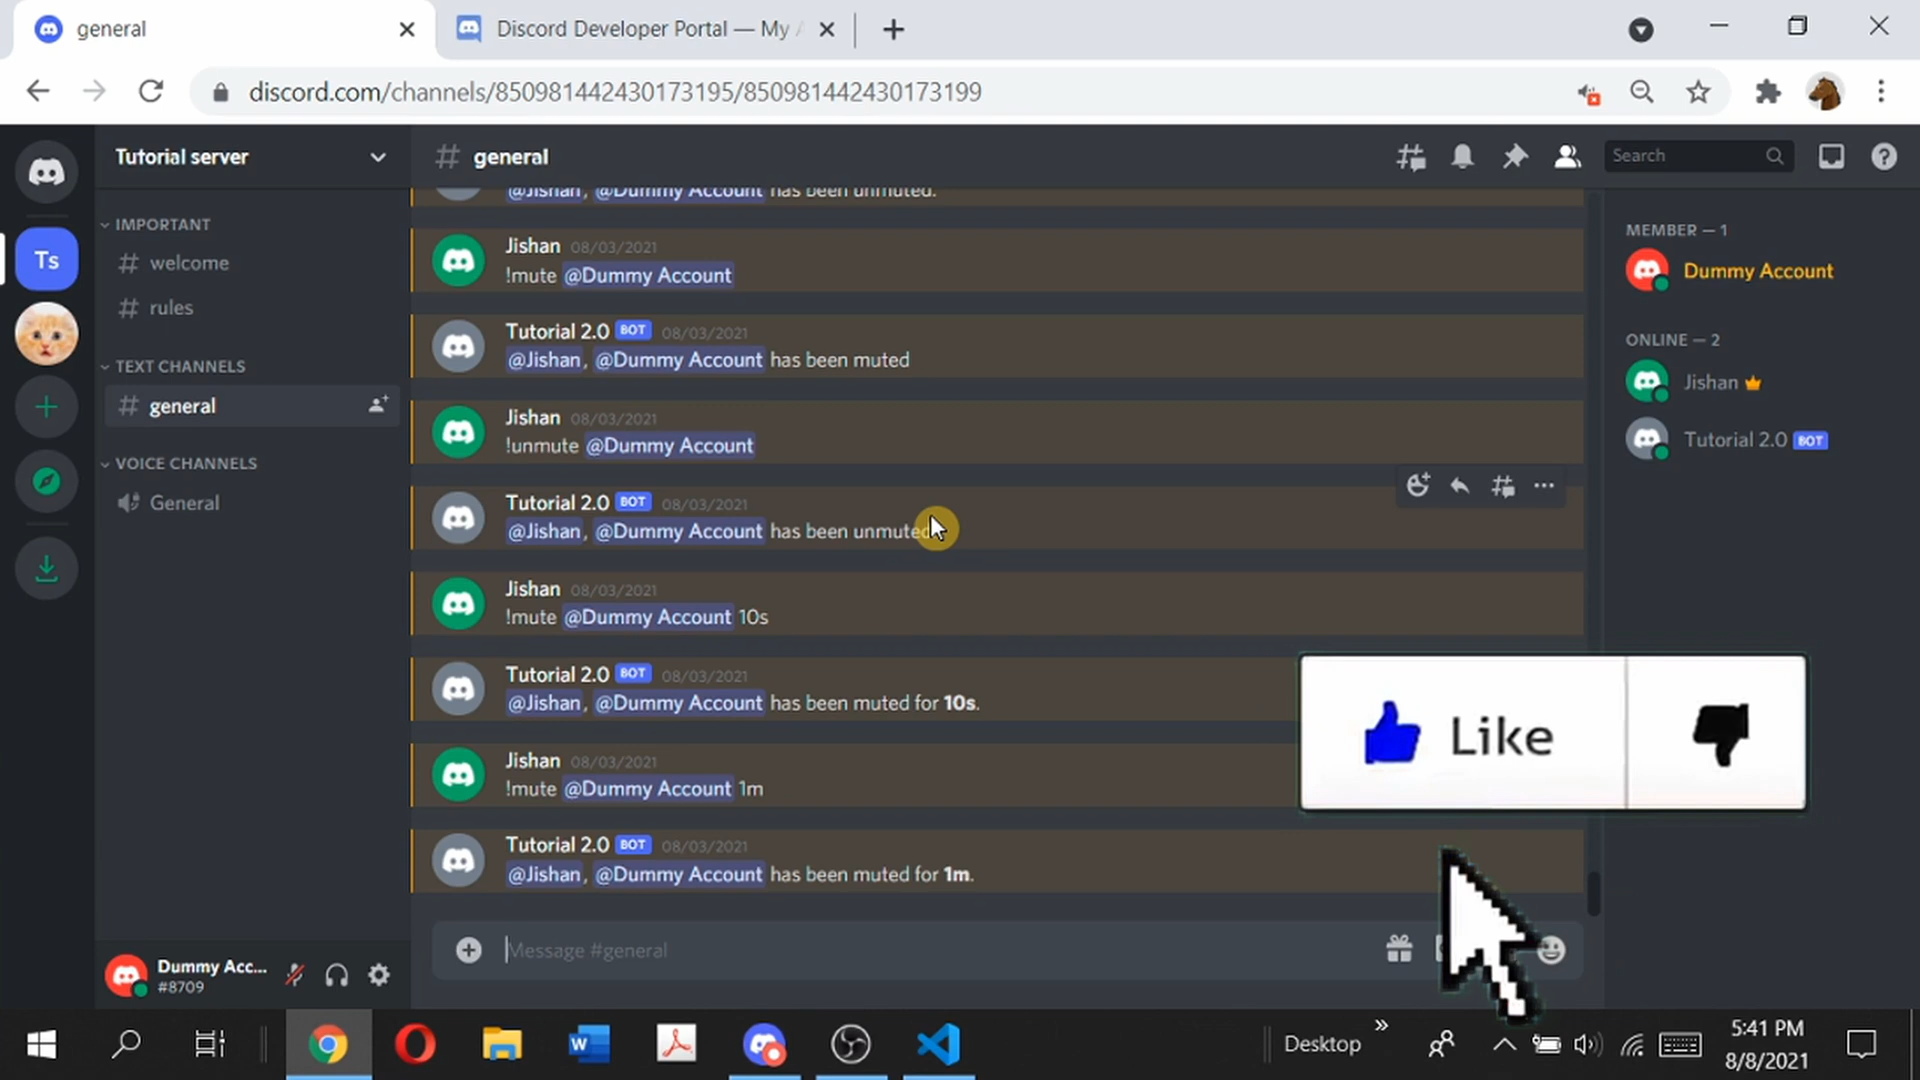 general
Discord Developer Portal — My
discord.com/channels/850981442430173195/850981442430173199
Tutorial server
general
Search
Ts
IMPORTANT
welcome
rules
TEXT CHANNELS
general
VOICE CHANNELS
General
@Jishan, @Dummy Account has been unmuted.
Jishan 08/03/2021
!mute @Dummy Account
Tutorial 2.0 BOT 08/03/2021
@Jishan, @Dummy Account has been muted
Jishan 08/03/2021
!unmute @Dummy Account
Tutorial 2.0 BOT 08/03/2021
@Jishan, @Dummy Account has been unmuted
Jishan 08/03/2021
!mute @Dummy Account 10s
Tutorial 2.0 BOT 08/03/2021
@Jishan, @Dummy Account has been muted for 10s.
Jishan 08/03/2021
!mute @Dummy Account 1m
Tutorial 2.0 BOT 08/03/2021
@Jishan, @Dummy Account has been muted for 1m.
Message #general
MEMBER — 1
Dummy Account
ONLINE — 2
Jishan
Tutorial 2.0 BOT
Like
Dummy Acc...
#8709
Desktop
5:41 PM
8/8/2021